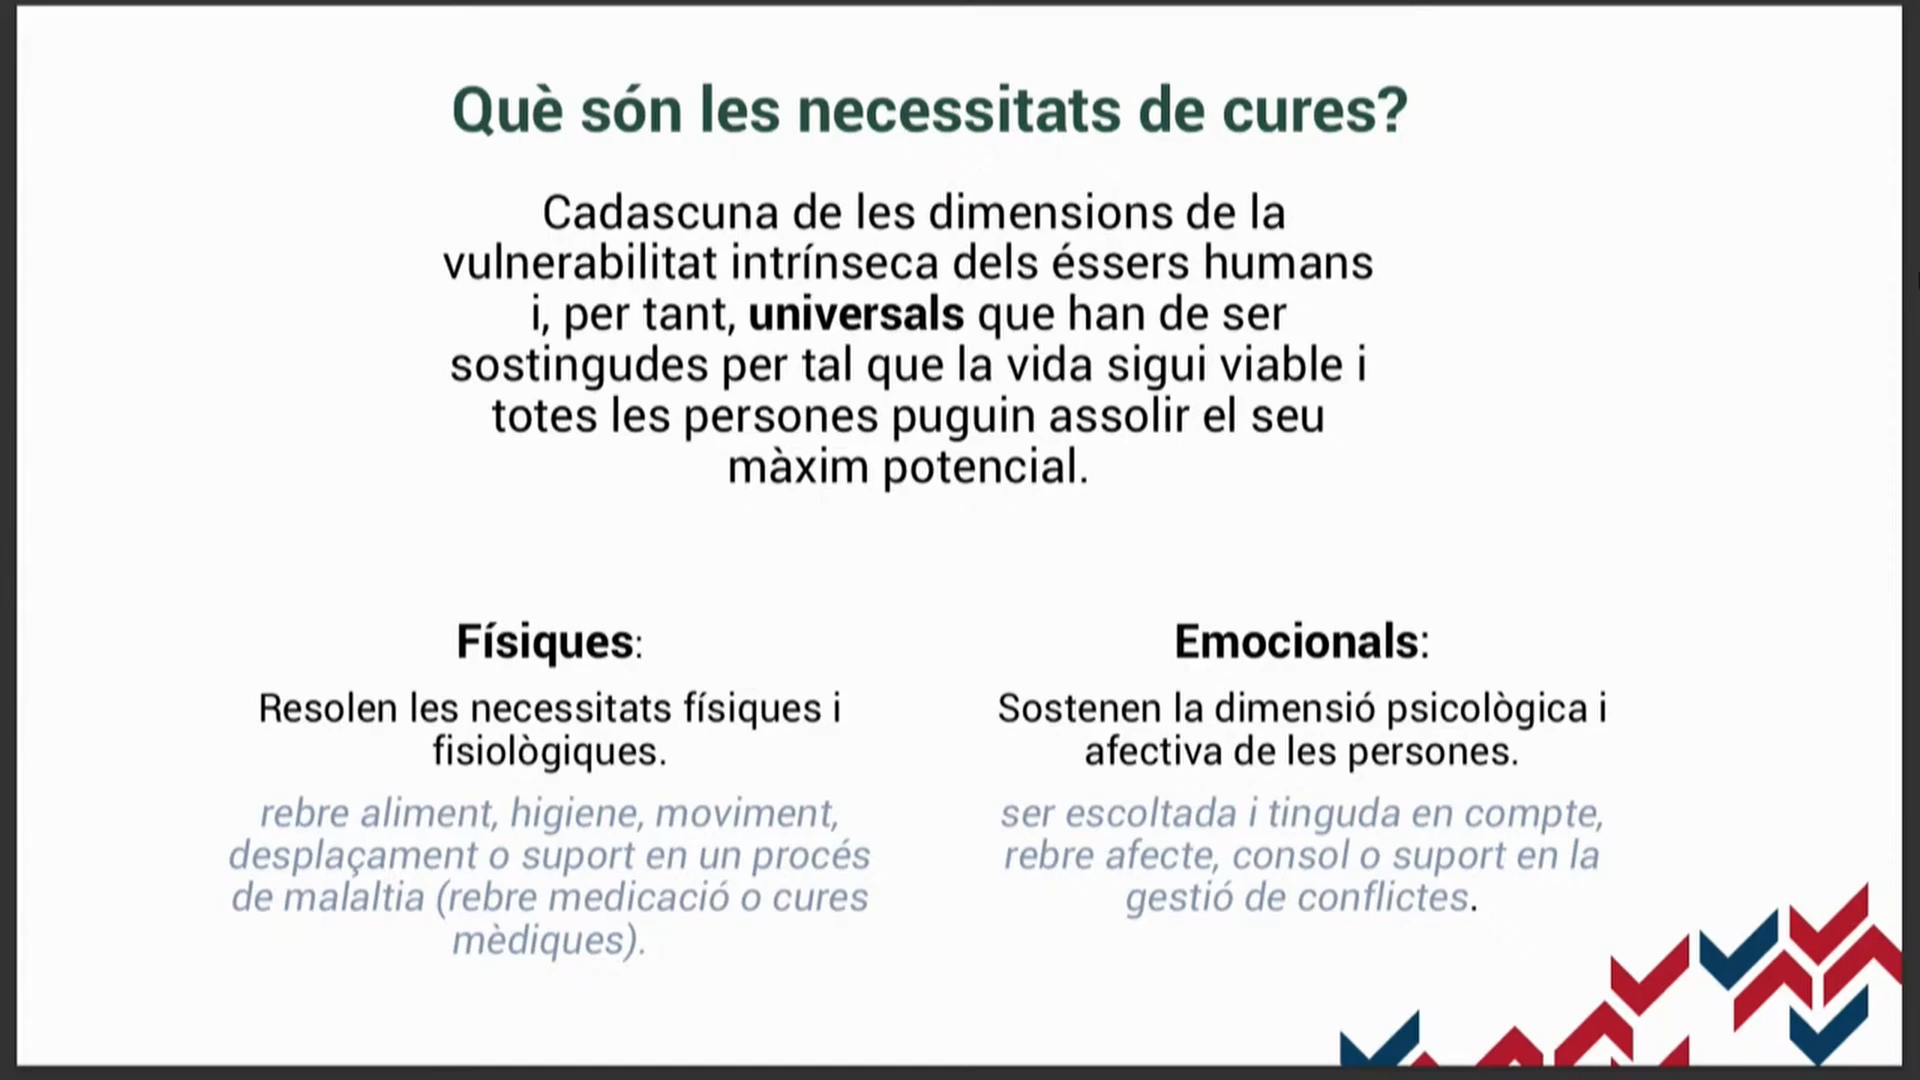 Què són les necessitats de cures?
Cadascuna de les dimensions de la
vulnerabilitat intrínseca dels éssers humans
i, per tant, universals que han de ser
sostingudes per tal que la vida sigui viable i
totes les persones puguin assolir el seu
màxim potencial.
Físiques:
Resolen les necessitats físiques i
fisiològiques.
rebre aliment, higiene, moviment,
desplaçament o suport en un procés
de malaltia (rebre medicació o cures
mèdiques).
Emocionals:
Sostenen la dimensió psicològica i
afectiva de les persones.
ser escoltada i tinguda en compte,
rebre afecte, consol o suport en la
gestió de conflictes.